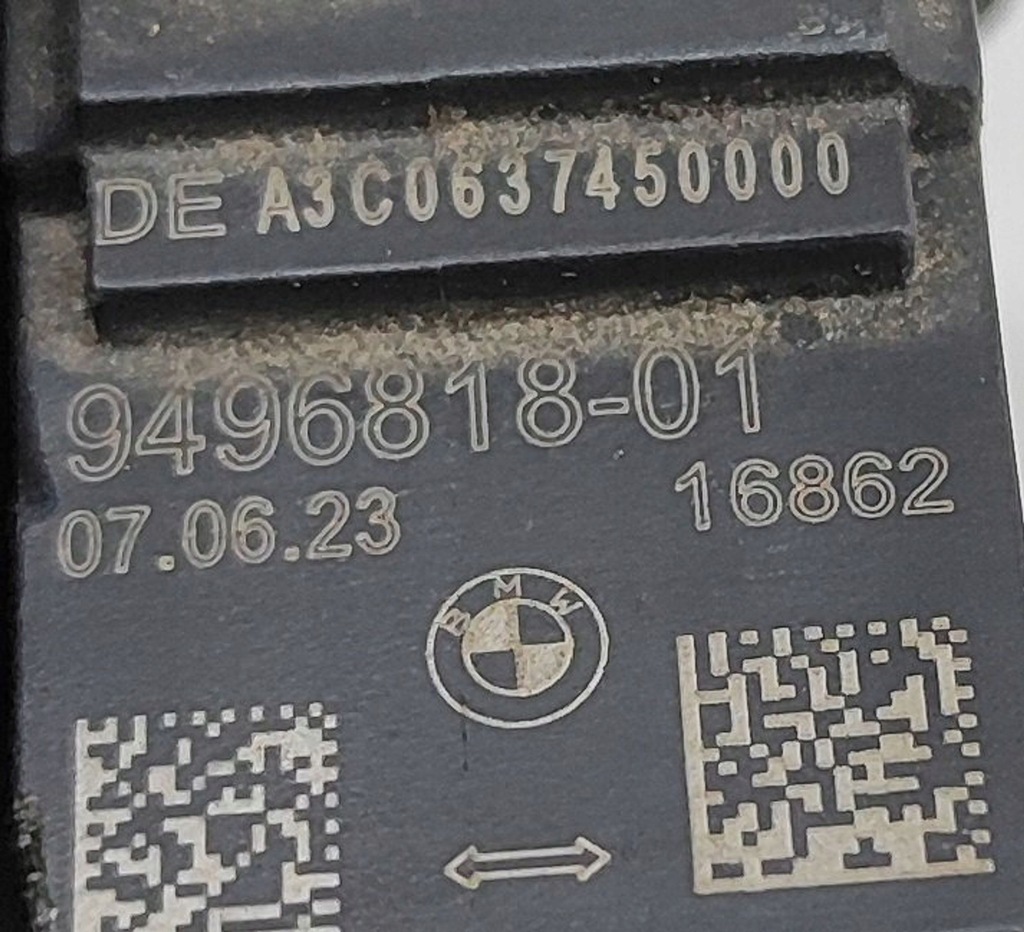 DE A3C0637450000
9496818-01
07.06.23 16862
BMW